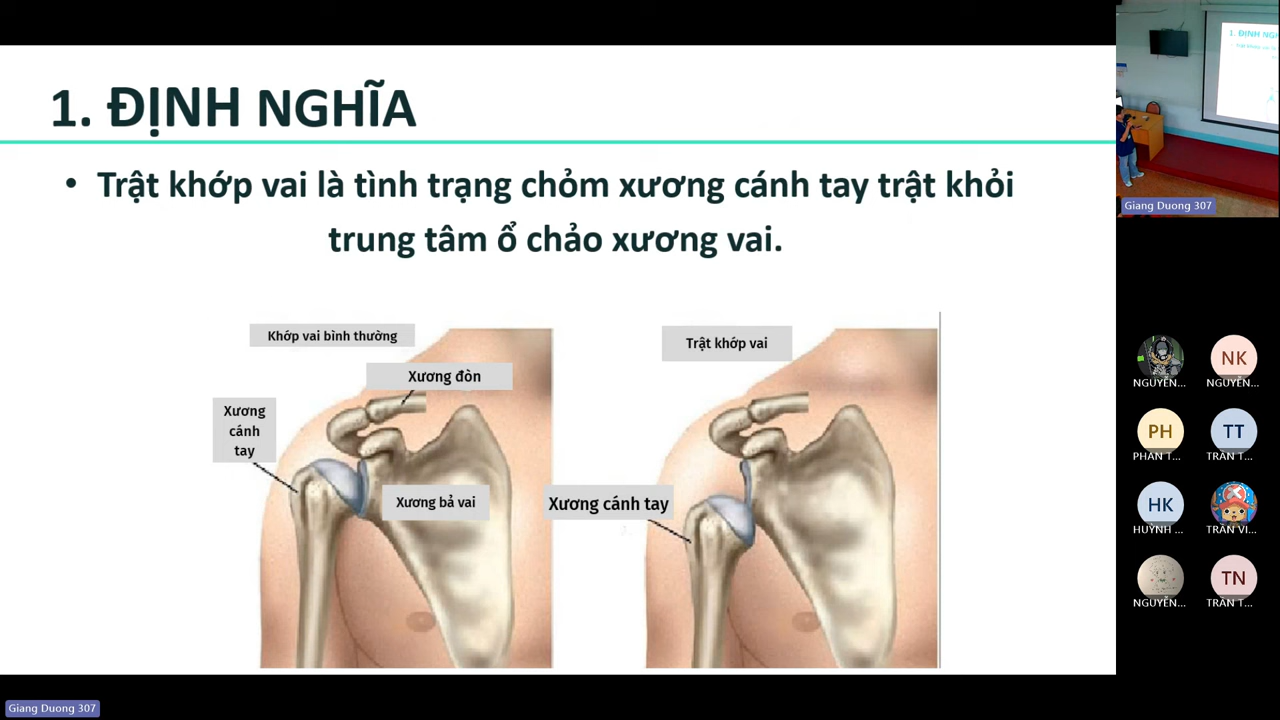 1. ĐỊNH NGHĨA
• Trật khớp vai là tình trạng chỏm xương cánh tay trật khỏi
trung tâm ổ chảo xương vai.
Khớp vai bình thường
Xương đòn
Xương
cánh
tay
Xương bả vai
Trật khớp vai
Xương cánh tay
Giang Duong 307
1. ĐỊNH NGH
NGUYỄN...
NK
NGUYỄN...
PH
PHAN T...
TT
TRẦN T...
HK
HUỲNH ...
TRẦN VI...
NGUYỄN...
TN
TRẦN T...
Giang Duong 307